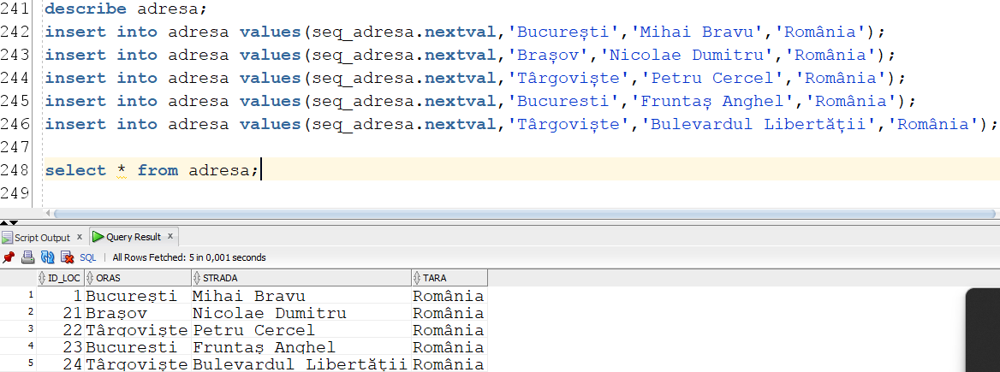 241 describe adresa;
242 insert into adresa values(seq_adresa.nextval,'București','Mihai Bravu','România');
243 insert into adresa values(seq_adresa.nextval,'Brașov','Nicolae Dumitru','România');
244 insert into adresa values(seq_adresa.nextval,'Târgoviște','Petru Cercel','România');
245 insert into adresa values(seq_adresa.nextval,'Bucuresti','Fruntaș Anghel','România');
246 insert into adresa values(seq_adresa.nextval,'Târgoviște','Bulevardul Libertății','România');
247
248 select * from adresa;
249
Script Output x Query Result x
SQL | All Rows Fetched: 5 in 0,001 seconds
ID_LOC ORAS STRADA TARA
1 1 București Mihai Bravu România
2 21 Brașov Nicolae Dumitru România
3 22 Târgoviște Petru Cercel România
4 23 Bucuresti Fruntaș Anghel România
5 24 Târgoviște Bulevardul Libertății România